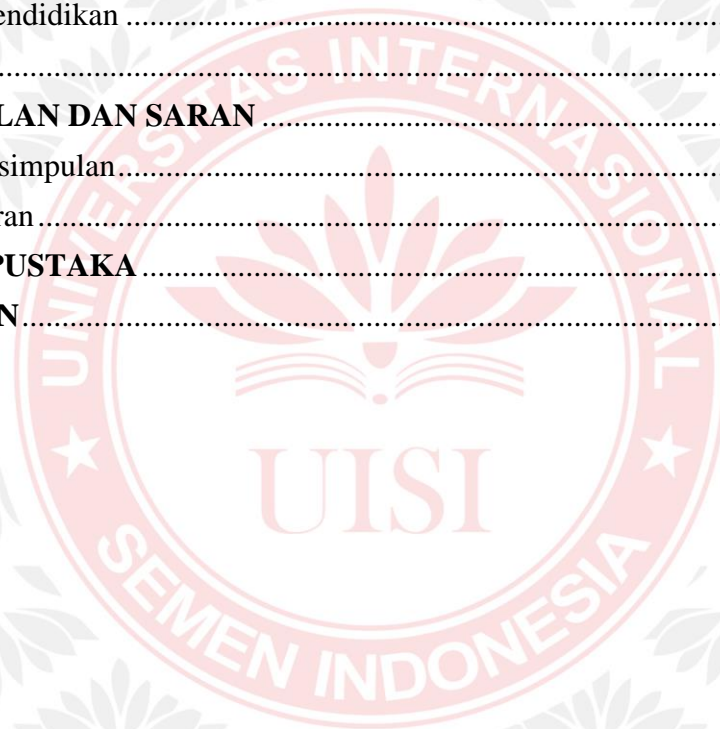 endidikan ................................................................................
................................................................................
LAN DAN SARAN ................................................................................
simpulan ................................................................................
ran ................................................................................
PUSTAKA ................................................................................
N ................................................................................
UNIVERSITAS INTERNASIONAL
UISI
SEMEN INDONESIA